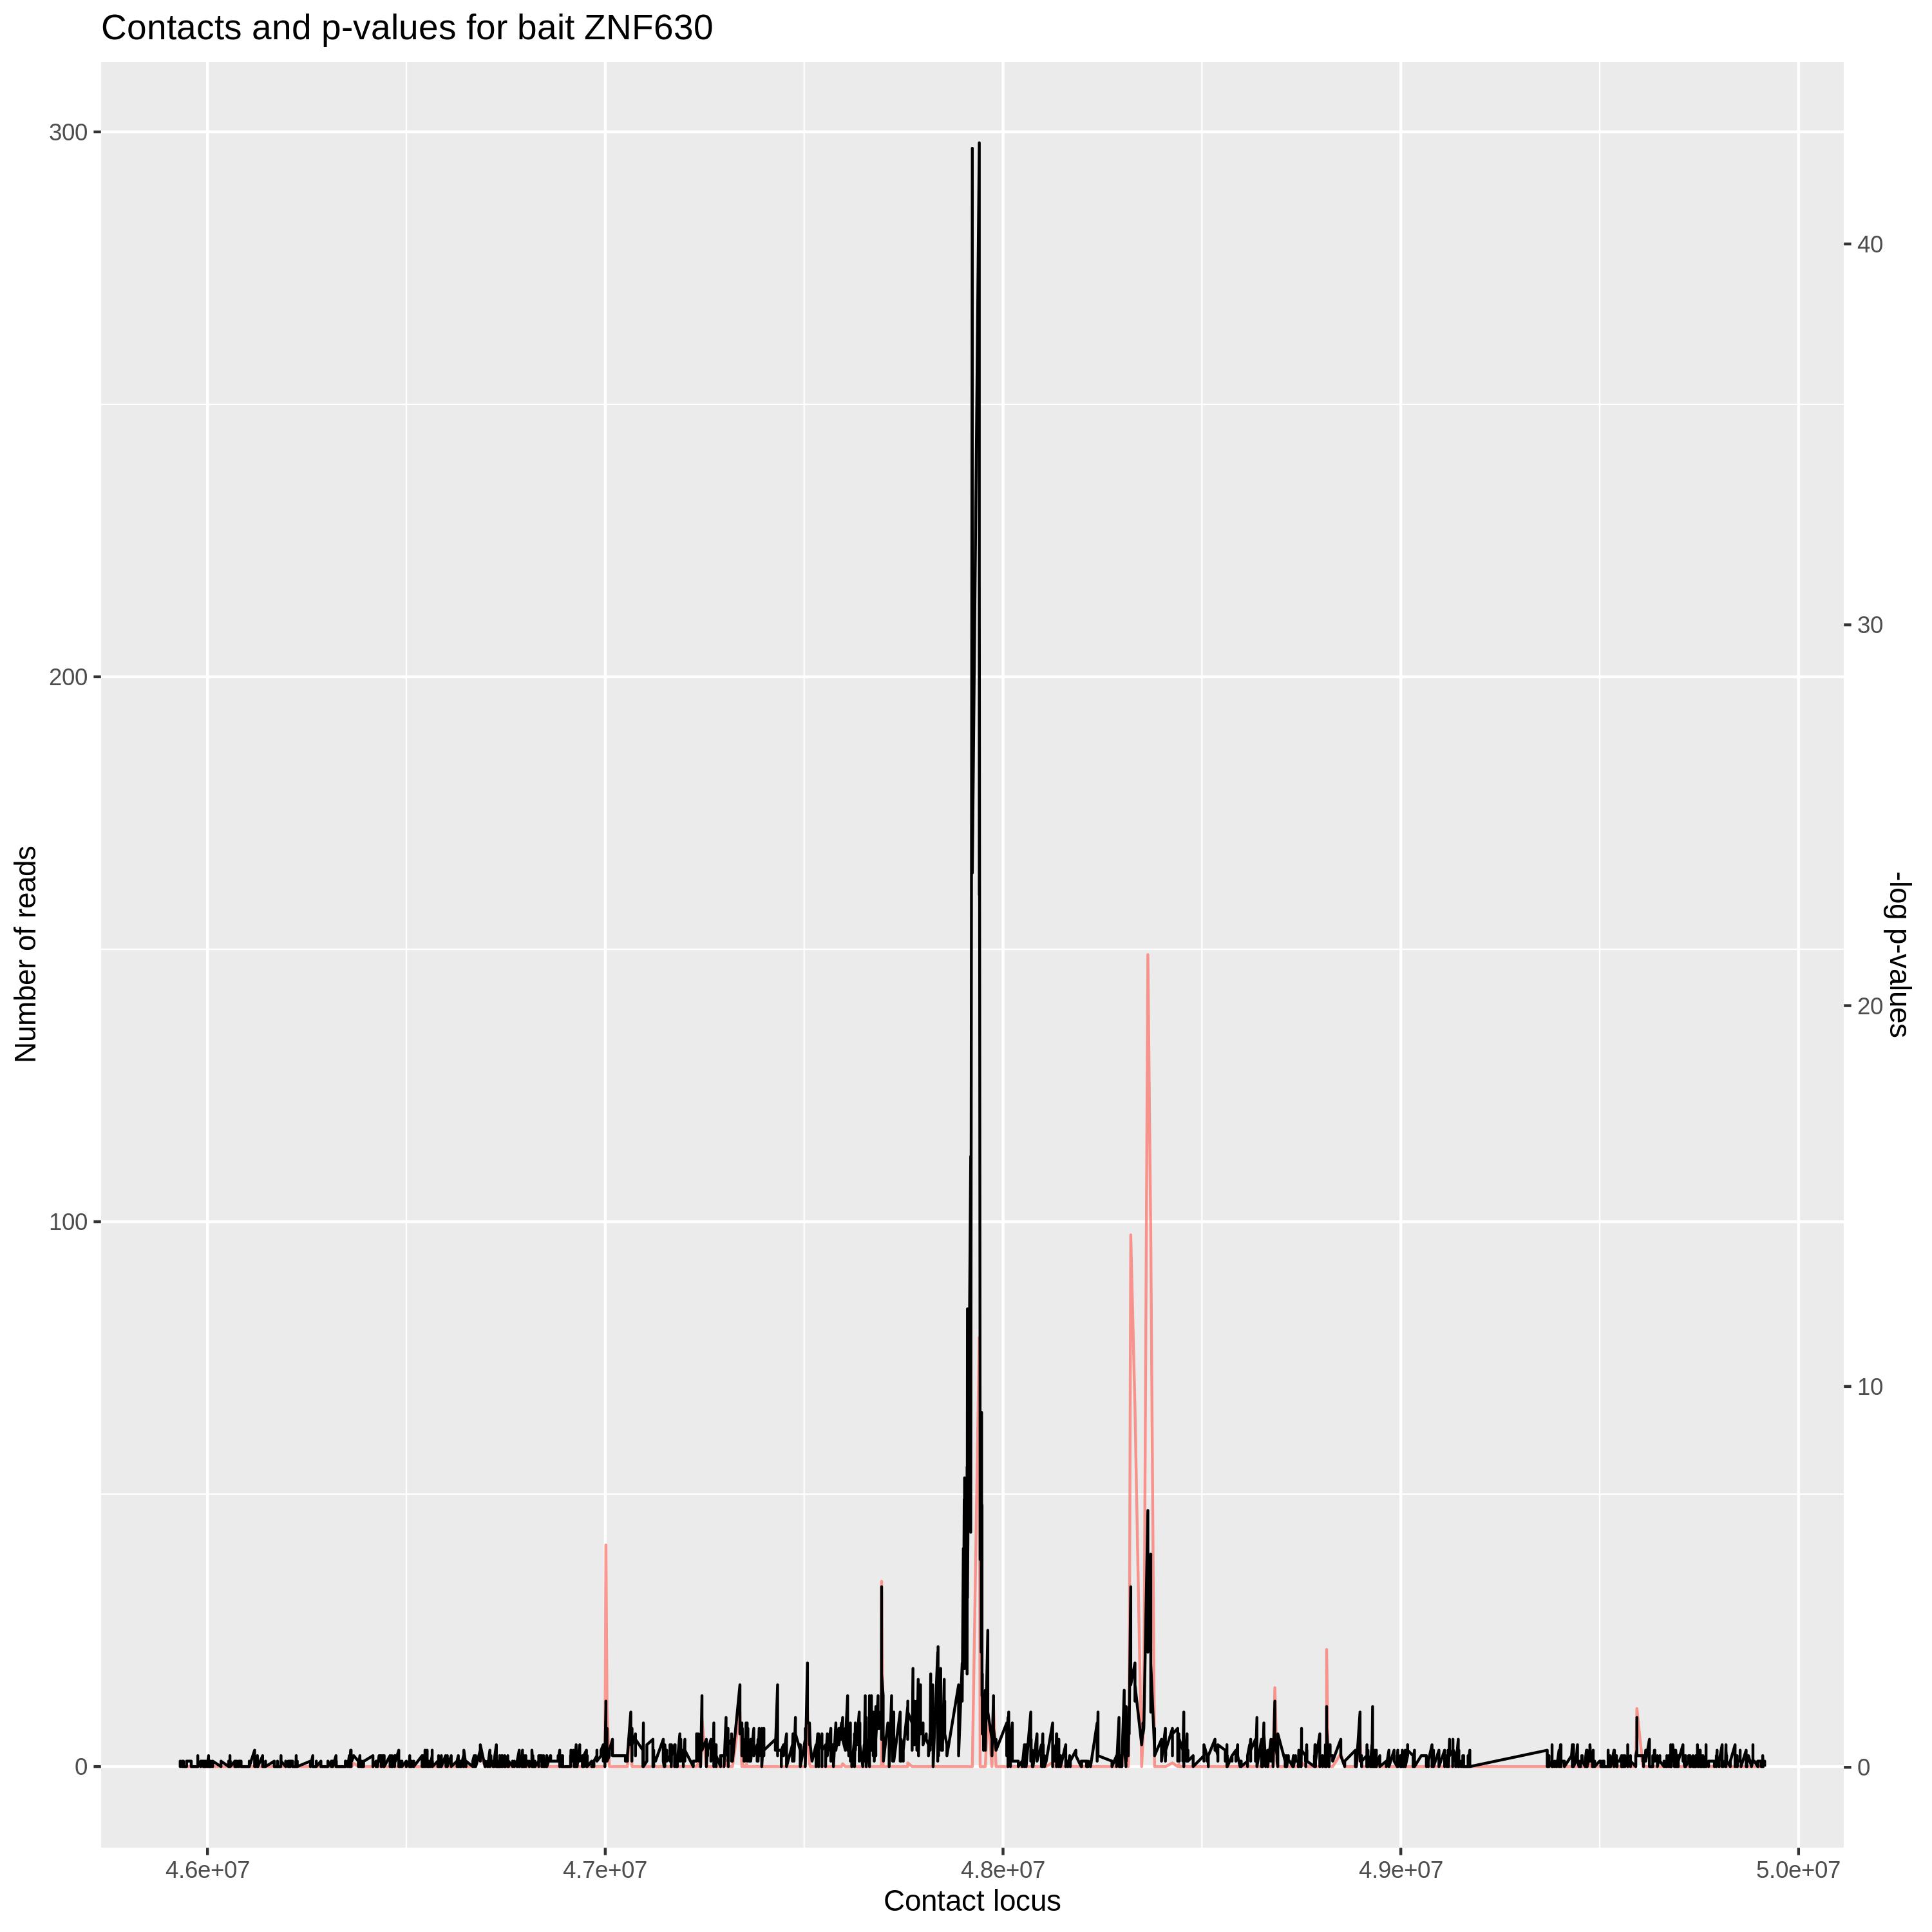 Contacts and p-values for bait ZNF630
300
200
100
0
Number of reads
40
30
20
10
0
-log p-values
4.6e+07
4.7e+07
4.8e+07
4.9e+07
5.0e+07
Contact locus